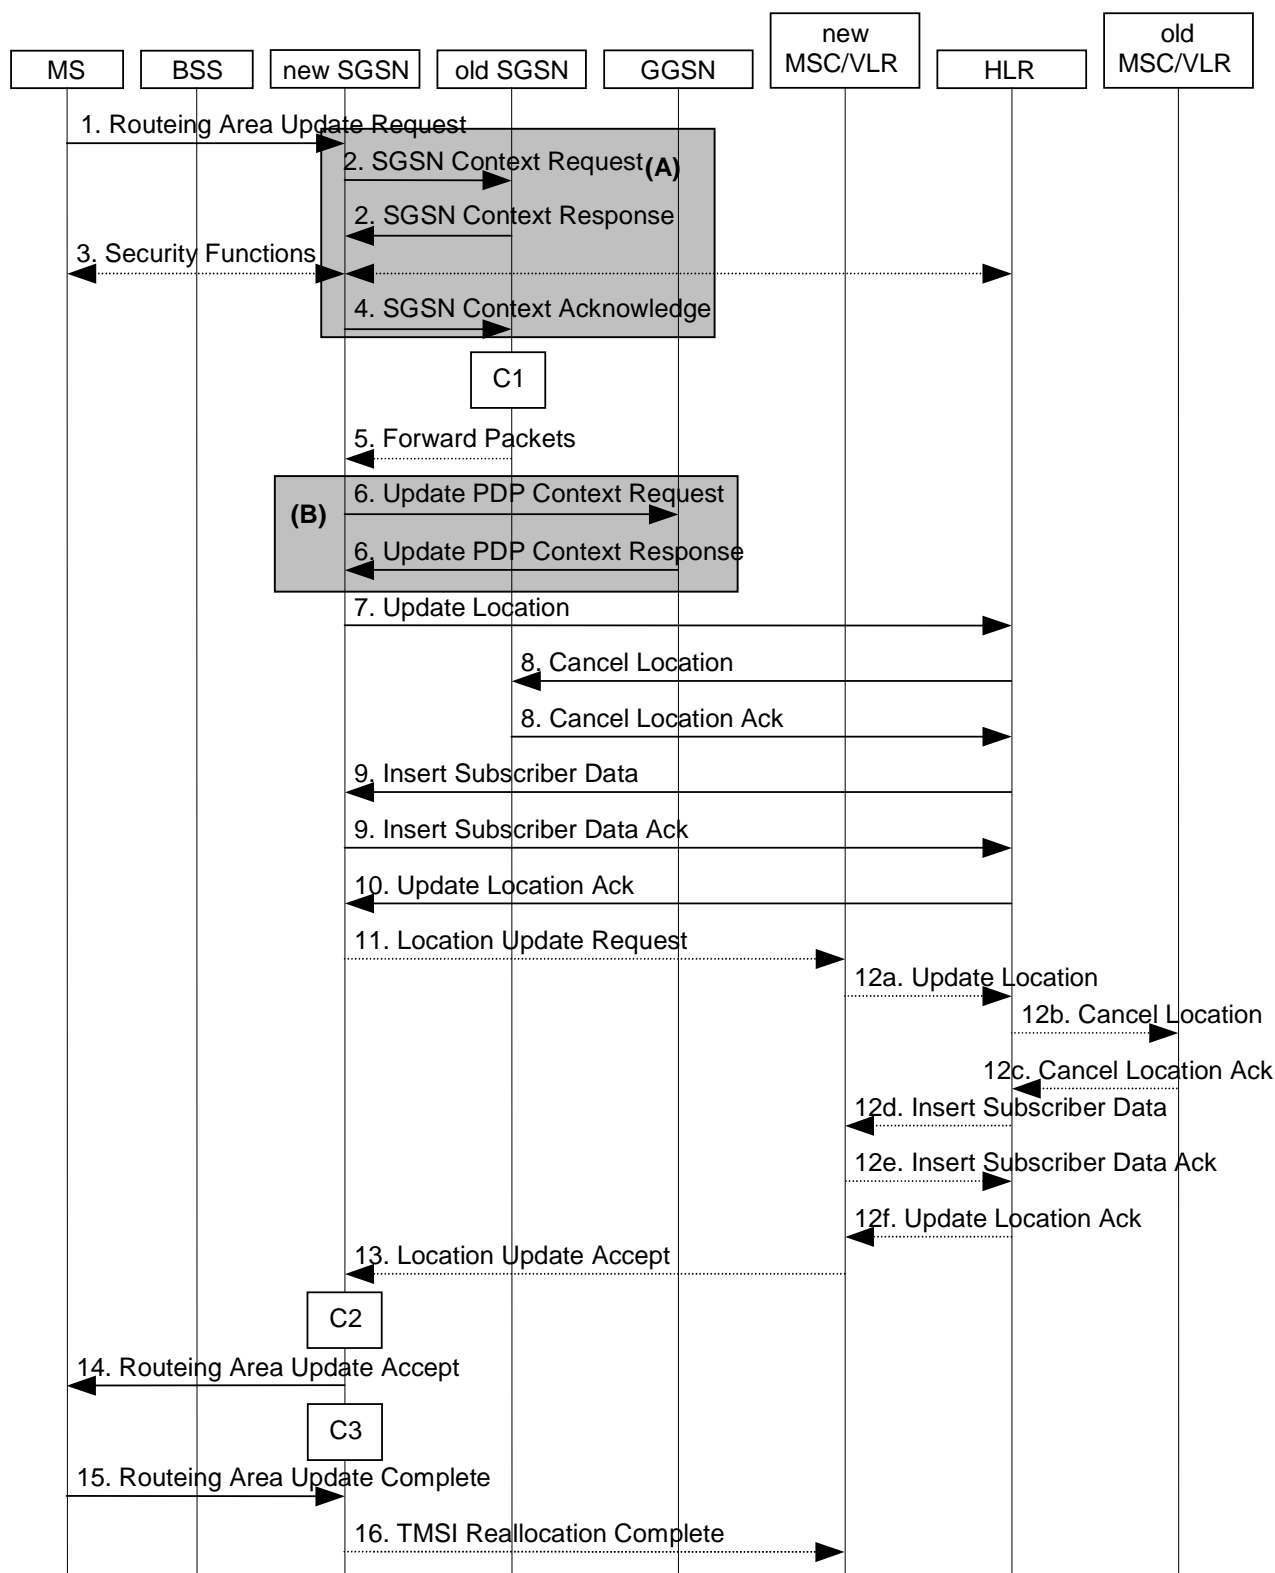 MS
BSS
new SGSN
old SGSN
GGSN
new
MSC/VLR
HLR
old
MSC/VLR
1. Routeing Area Update Request
2. SGSN Context Request
(A)
2. SGSN Context Response
3. Security Functions
4. SGSN Context Acknowledge
C1
5. Forward Packets
6. Update PDP Context Request
(B)
6. Update PDP Context Response
7. Update Location
8. Cancel Location
8. Cancel Location Ack
9. Insert Subscriber Data
9. Insert Subscriber Data Ack
10. Update Location Ack
11. Location Update Request
12a. Update Location
12b. Cancel Location
12c. Cancel Location Ack
12d. Insert Subscriber Data
12e. Insert Subscriber Data Ack
12f. Update Location Ack
13. Location Update Accept
C2
14. Routeing Area Update Accept
C3
15. Routeing Area Update Complete
16. TMSI Reallocation Complete